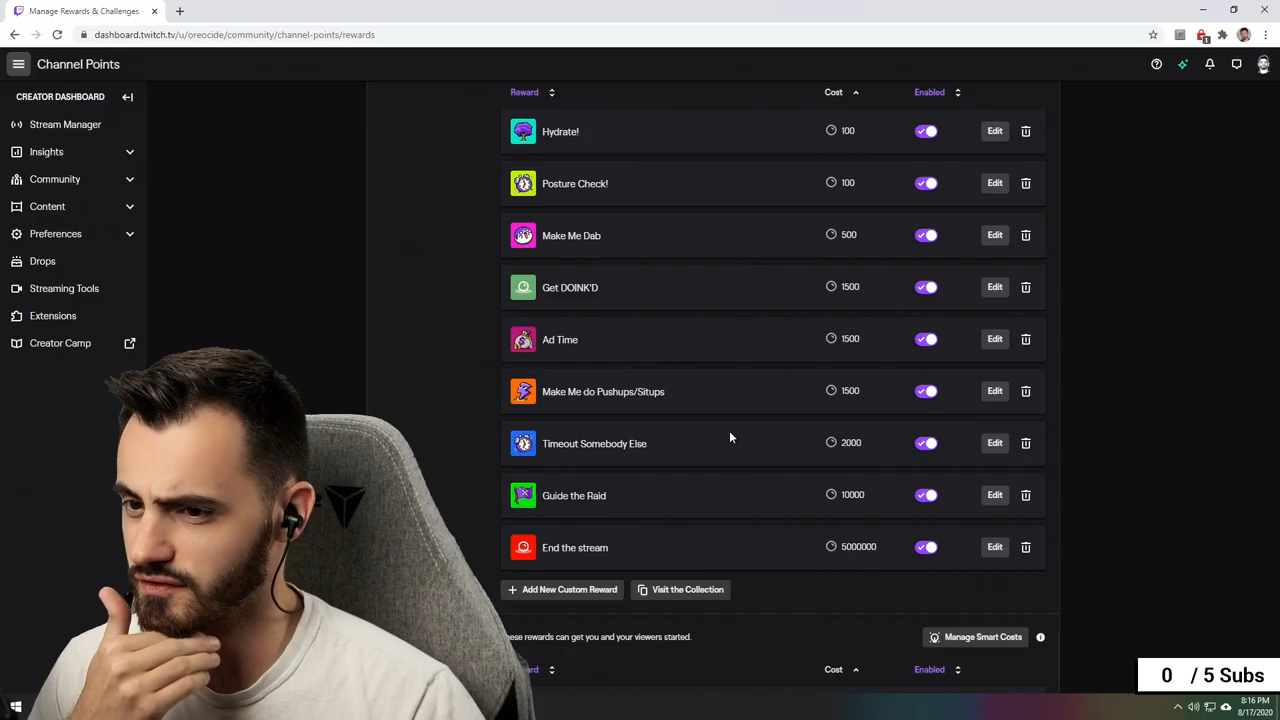 Manage Rewards & Challenges -
dashboard.twitch.tv/u/oreocide/community/channel-points/rewards
1
Channel Points
CREATOR DASHBOARD
Stream Manager
Insights
Community
Content
Preferences
Drops
Streaming Tools
Extensions
Creator Camp
Reward Cost Enabled
Hydrate! 100 Edit
Posture Check! 100 Edit
Make Me Dab 500 Edit
Get DOINK'D 1500 Edit
Ad Time 1500 Edit
Make Me do Pushups/Situps 1500 Edit
Timeout Somebody Else 2000 Edit
Guide the Raid 10000 Edit
End the stream 5000000 Edit
+ Add New Custom Reward Visit the Collection
ese rewards can get you and your viewers started. Manage Smart Costs
rd Cost Enabled
0 / 5 Subs
8:16 PM
8/17/2020